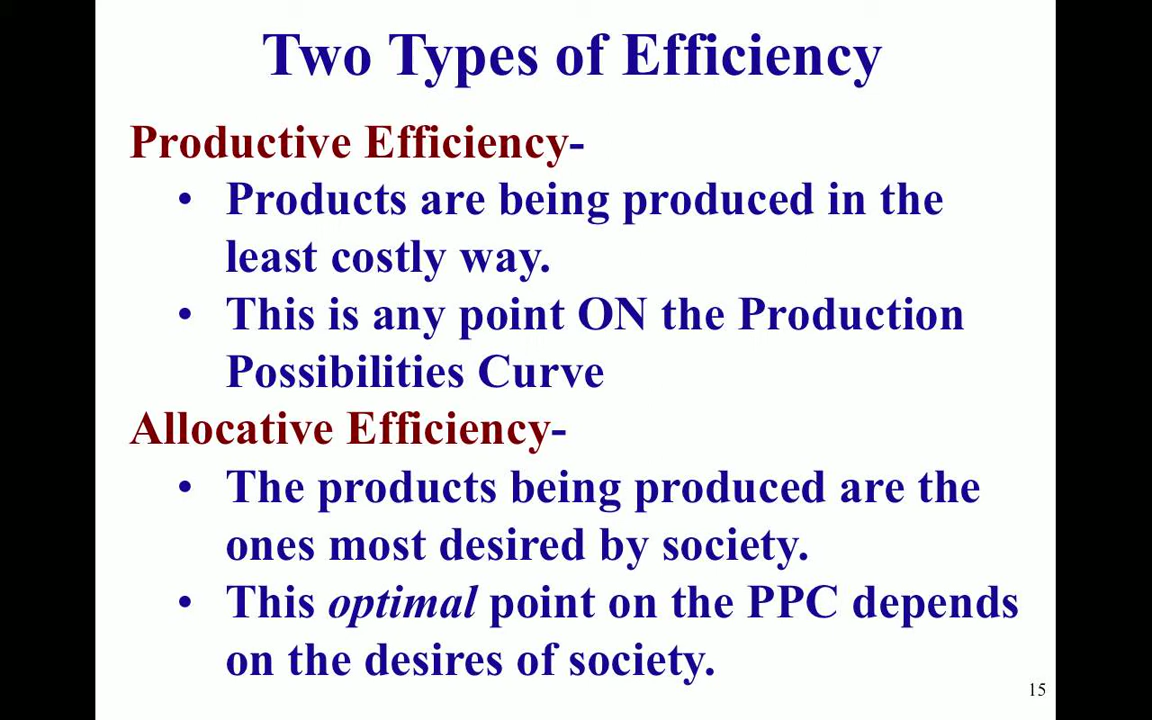 Two Types of Efficiency
Productive Efficiency-
• Products are being produced in the
least costly way.
• This is any point ON the Production
Possibilities Curve
Allocative Efficiency-
• The products being produced are the
ones most desired by society.
• This optimal point on the PPC depends
on the desires of society.
15